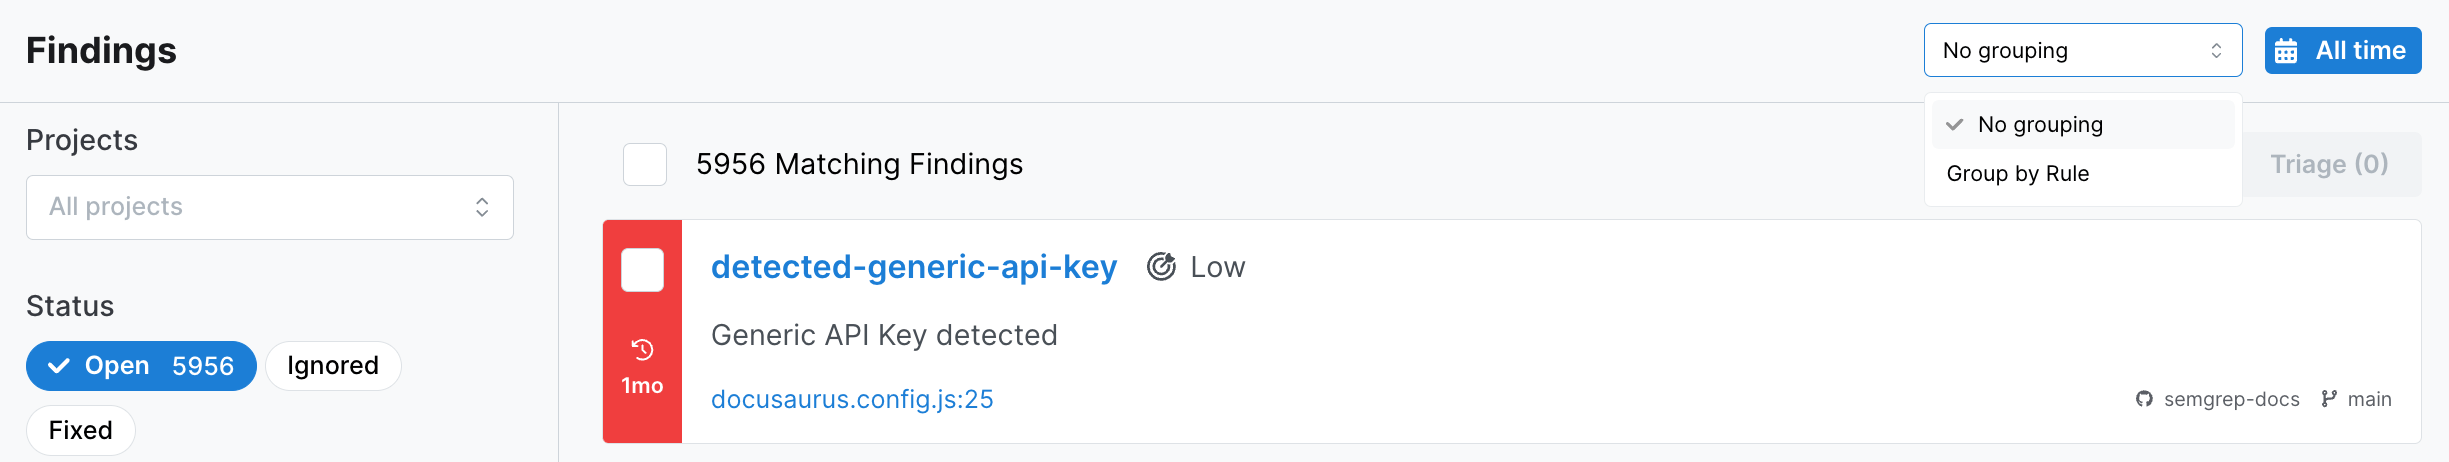 Findings
No grouping
All time
No grouping
Group by Rule
Projects
All projects
Status
Open 5956
Ignored
Fixed
5956 Matching Findings
Triage (0)
detected-generic-api-key Low
Generic API Key detected
1mo
docusaurus.config.js:25
semgrep-docs main